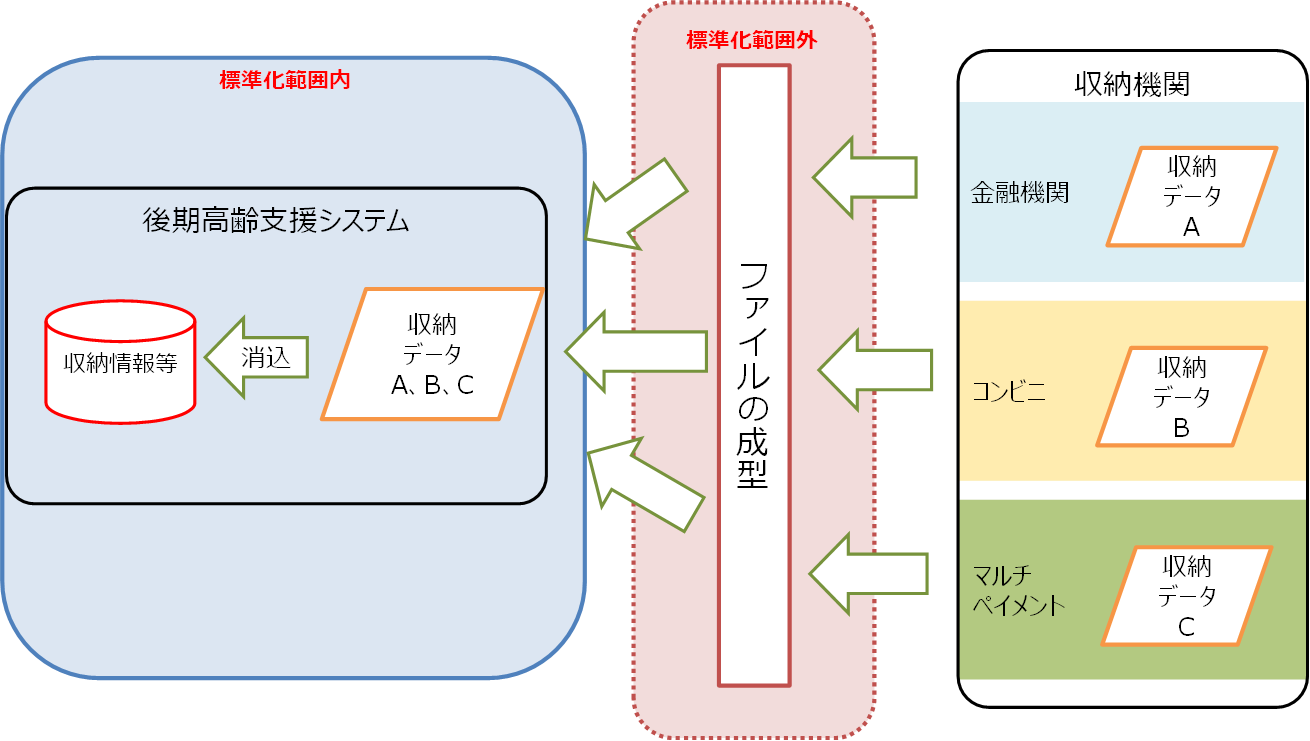 標準化範囲内
後期高齢支援システム
収納情報等
消込
収納
データ
A、B、C
標準化範囲外
ファイルの成型
収納機関
金融機関
収納
データ
A
コンビニ
収納
データ
B
マルチ
ペイメント
収納
データ
C